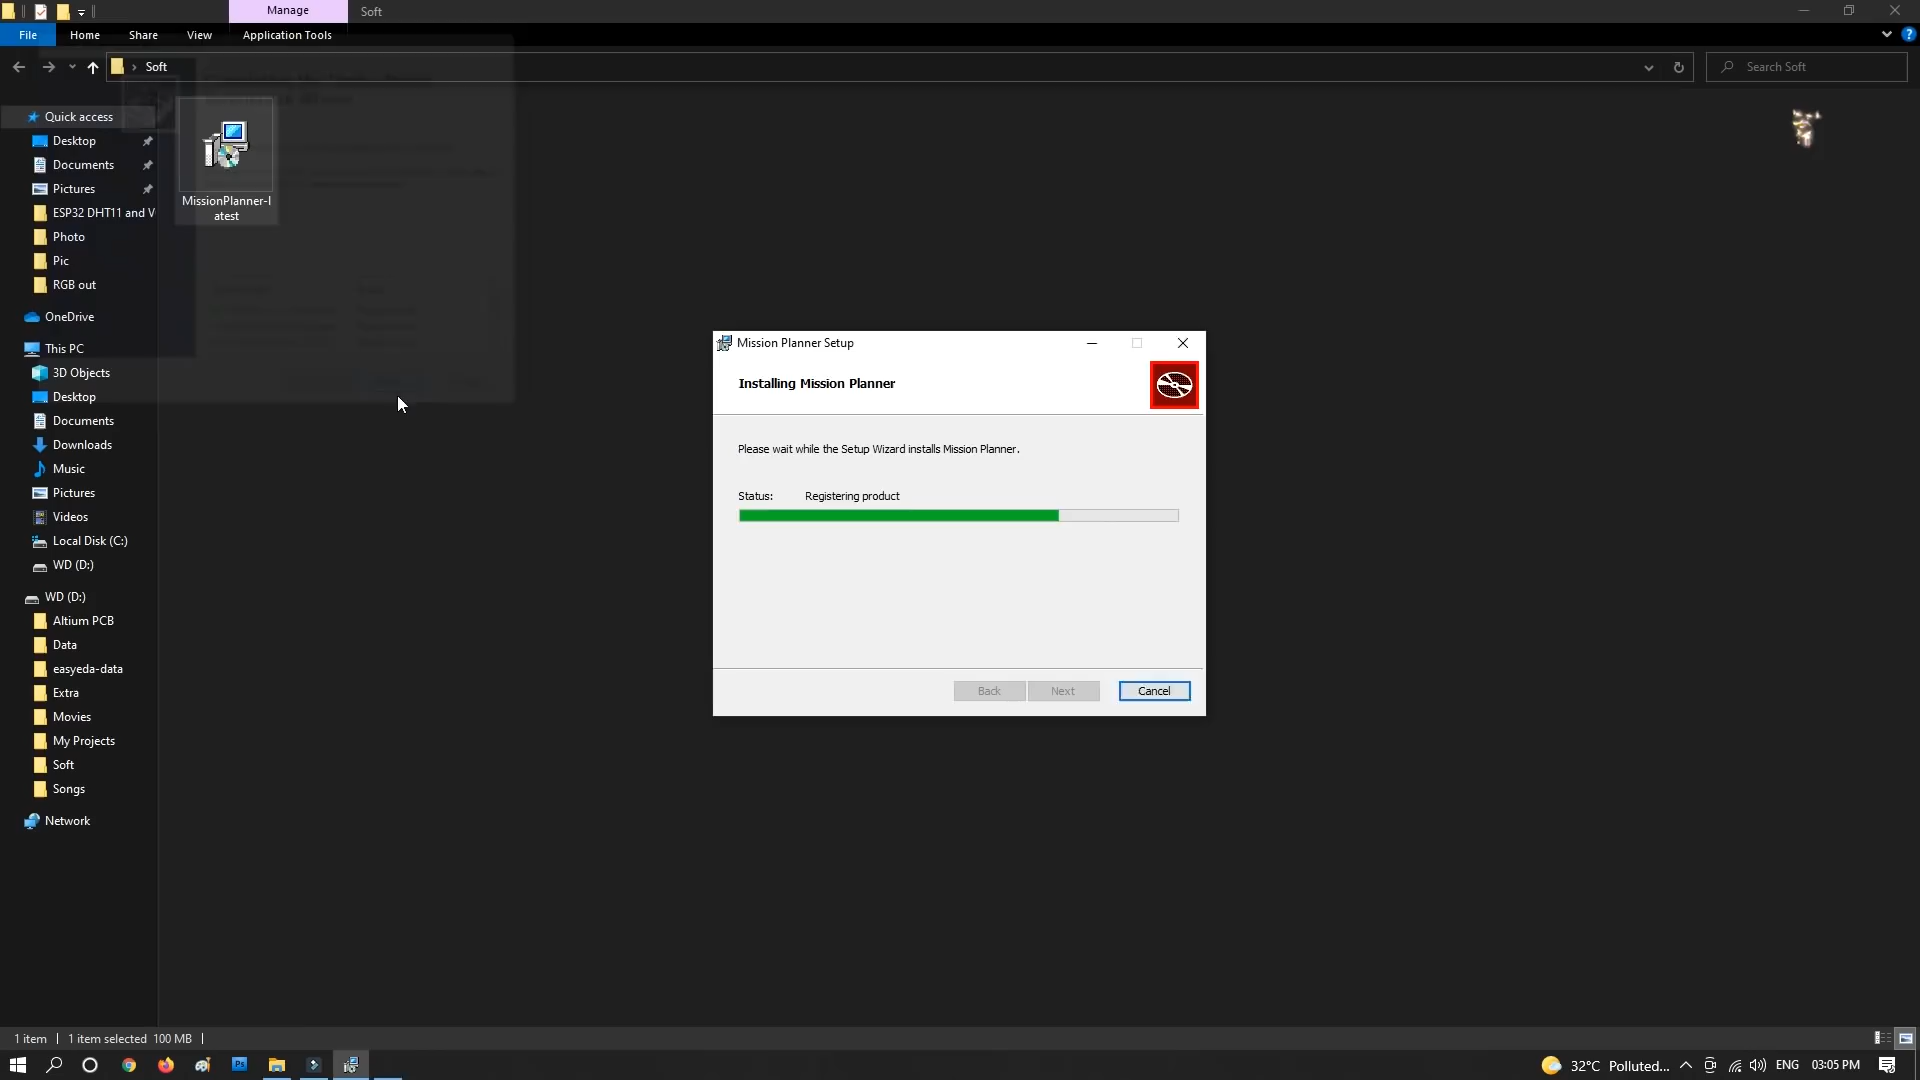 Manage
Soft
File
Home
Share
View
Application Tools
Soft
Search Soft
Quick access
Desktop
Documents
Pictures
ESP32 DHT11 and V
Photo
Pic
RGB out
OneDrive
This PC
3D Objects
Desktop
Documents
Downloads
Music
Pictures
Videos
Local Disk (C:)
WD (D:)
WD (D:)
Altium PCB
Data
easyeda-data
Extra
Movies
My Projects
Soft
Songs
Network
MissionPlanner-l
atest
Mission Planner Setup
Installing Mission Planner
Please wait while the Setup Wizard installs Mission Planner.
Status: Registering product
Back
Next
Cancel
1 item
1 item selected 100 MB
Ps
32°C Polluted...
ENG
03:05 PM